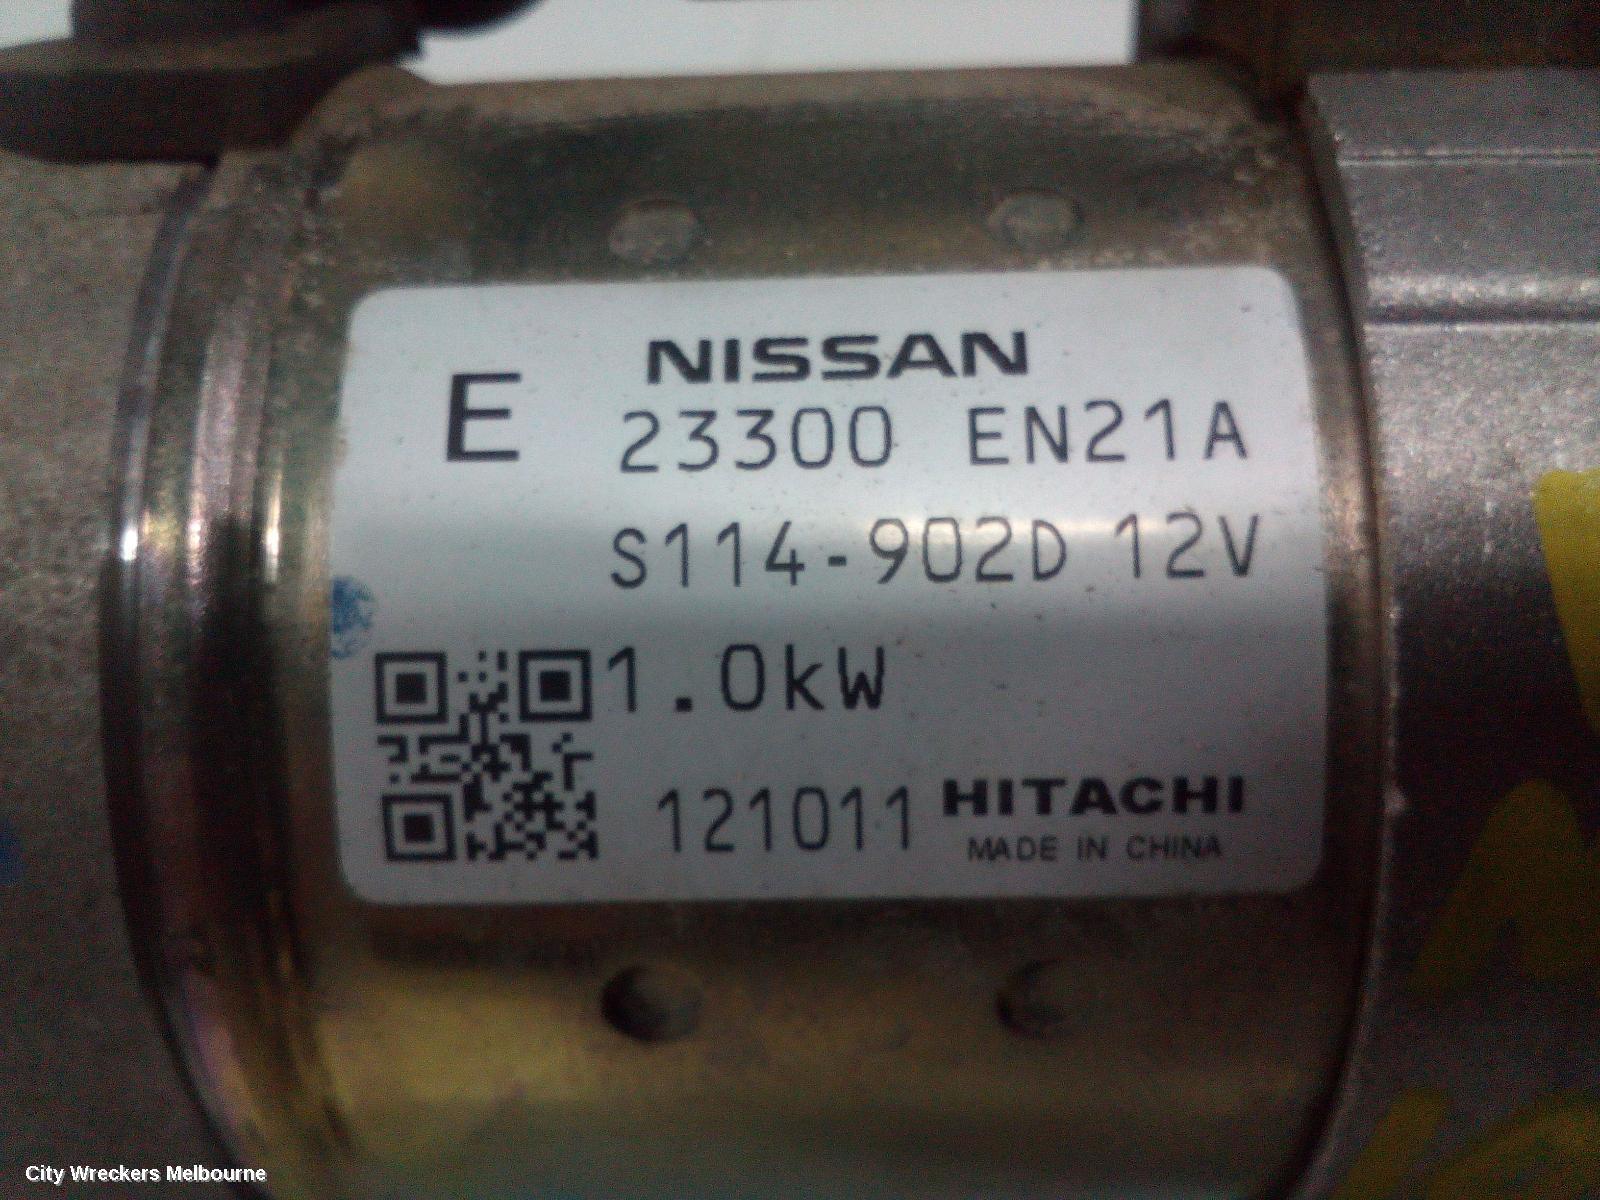 NISSAN
E 23300 EN21A
S114-902D 12V
1.0kW
121011 HITACHI
MADE IN CHINA
City Wreckers Melbourne